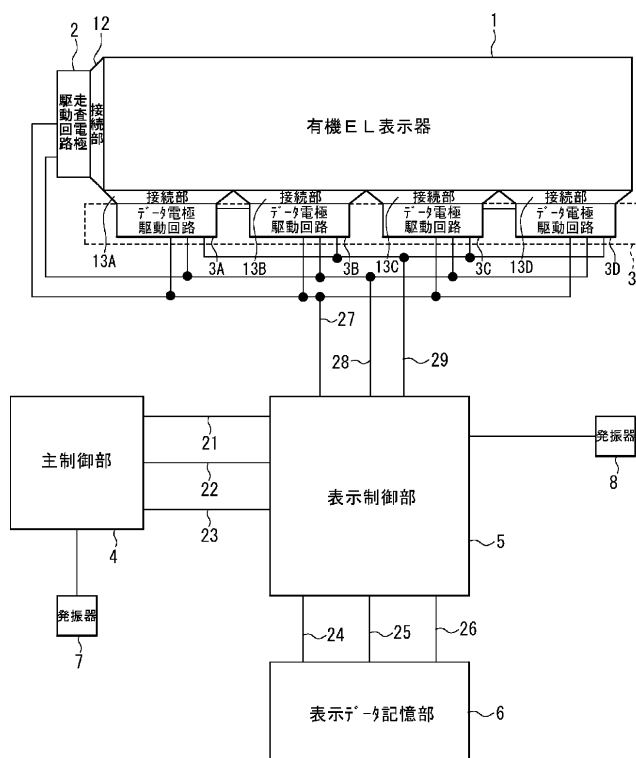 2
12
1
走査電極
駆動回路
接続部
有機EL表示器
接続部
接続部
接続部
接続部
データ電極
駆動回路
データ電極
駆動回路
データ電極
駆動回路
データ電極
駆動回路
13A
3A
13B
3B
13C
3C
13D
3D
3
27
28
29
主制御部
21
22
23
4
表示制御部
5
発振器
8
発振器
7
24
25
26
表示データ記憶部
6